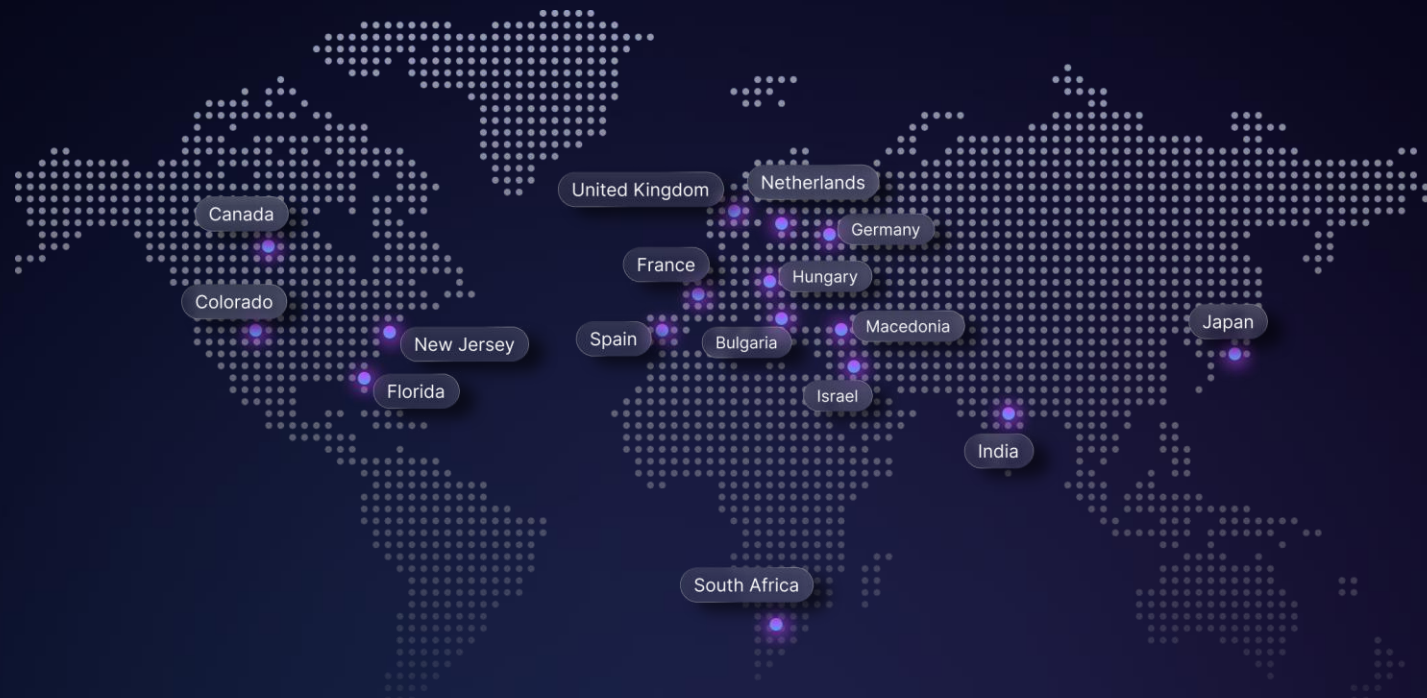 United Kingdom
Netherlands
Canada
Germany
France
Hungary
Colorado
Japan
Macedonia
Spain
Bulgaria
New Jersey
Florida
Israel
India
South Africa